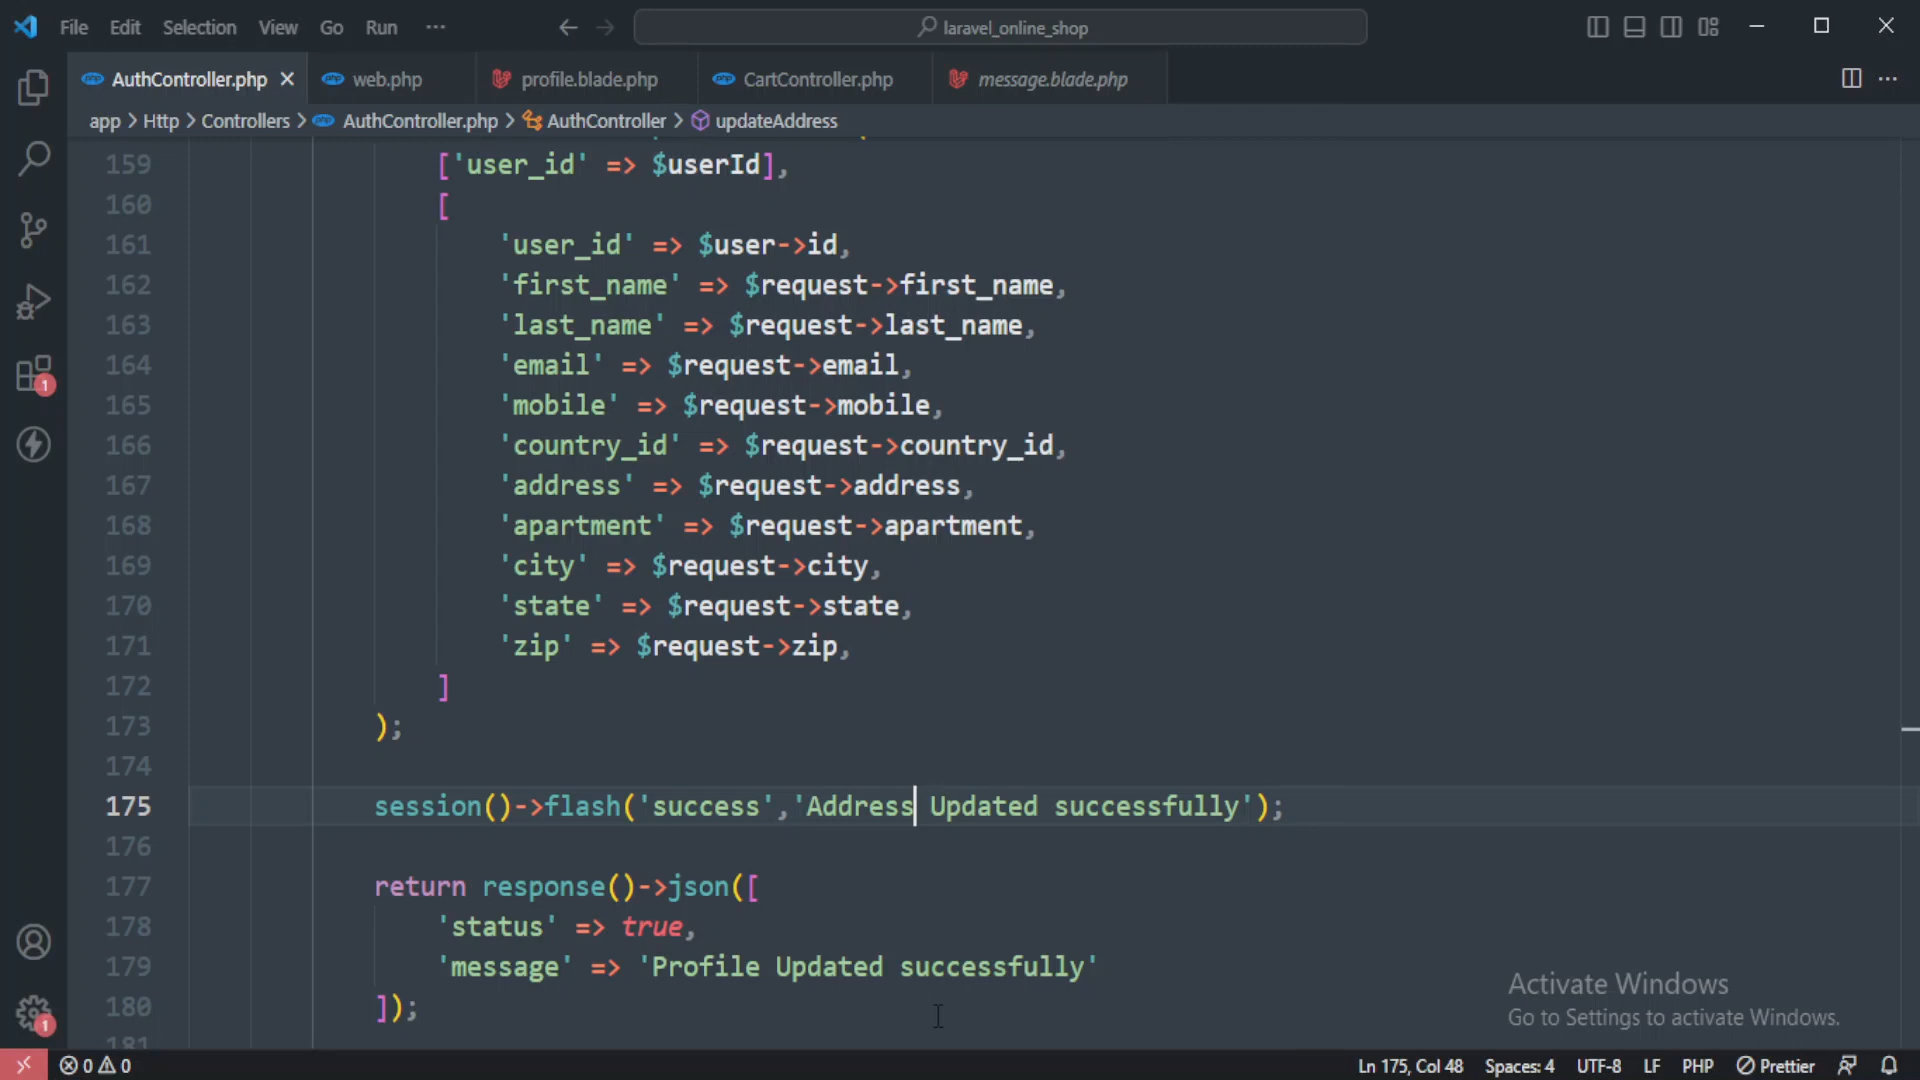 File Edit Selection View Go Run ··· laravel_online_shop
AuthController.php web.php profile.blade.php CartController.php message.blade.php
app > Http > Controllers > AuthController.php > AuthController > updateAddress
159 ['user_id' => $userId],
160 [
161 'user_id' => $user->id,
162 'first_name' => $request->first_name,
163 'last_name' => $request->last_name,
164 'email' => $request->email,
165 'mobile' => $request->mobile,
166 'country_id' => $request->country_id,
167 'address' => $request->address,
168 'apartment' => $request->apartment,
169 'city' => $request->city,
170 'state' => $request->state,
171 'zip' => $request->zip,
172 ]
173 );
174
175 session()->flash('success','Address Updated successfully');
176
177 return response()->json([
178 'status' => true,
179 'message' => 'Profile Updated successfully'
180 ]);
181
1
1
Activate Windows
Go to Settings to activate Windows.
0 0 Ln 175, Col 48 Spaces: 4 UTF-8 LF PHP Prettier